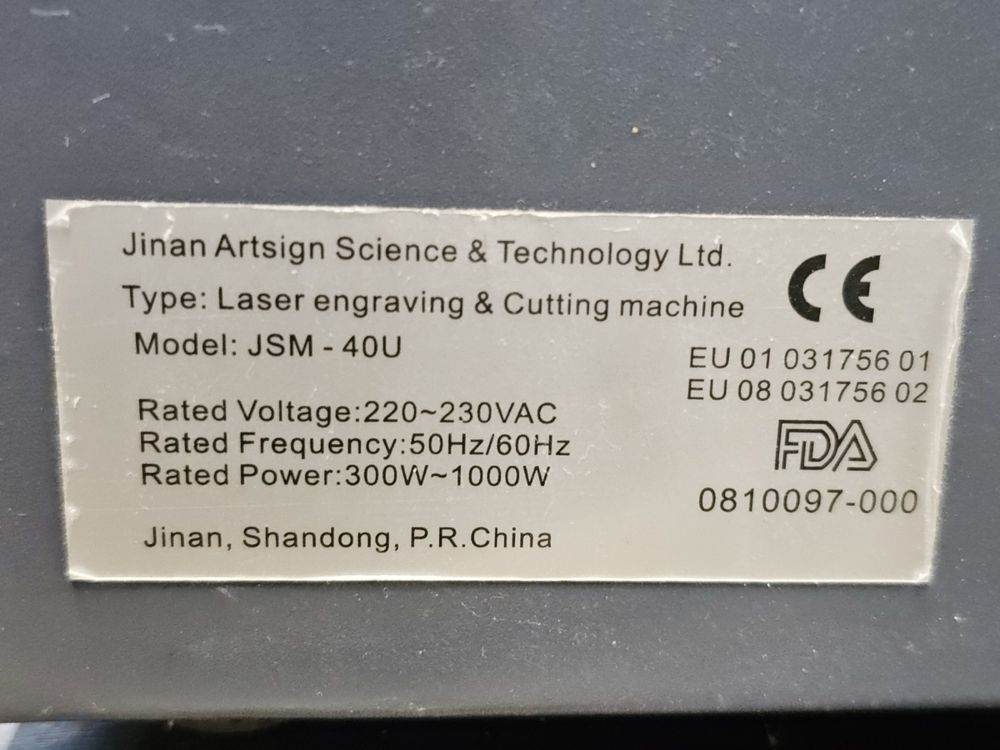 Jinan Artsign Science & Technology Ltd.
Type: Laser engraving & Cutting machine
Model: JSM - 40U
Rated Voltage:220~230VAC
Rated Frequency:50Hz/60Hz
Rated Power:300W~1000W
Jinan, Shandong, P.R.China
CE
EU 01 031756 01
EU 08 031756 02
FDA
0810097-000